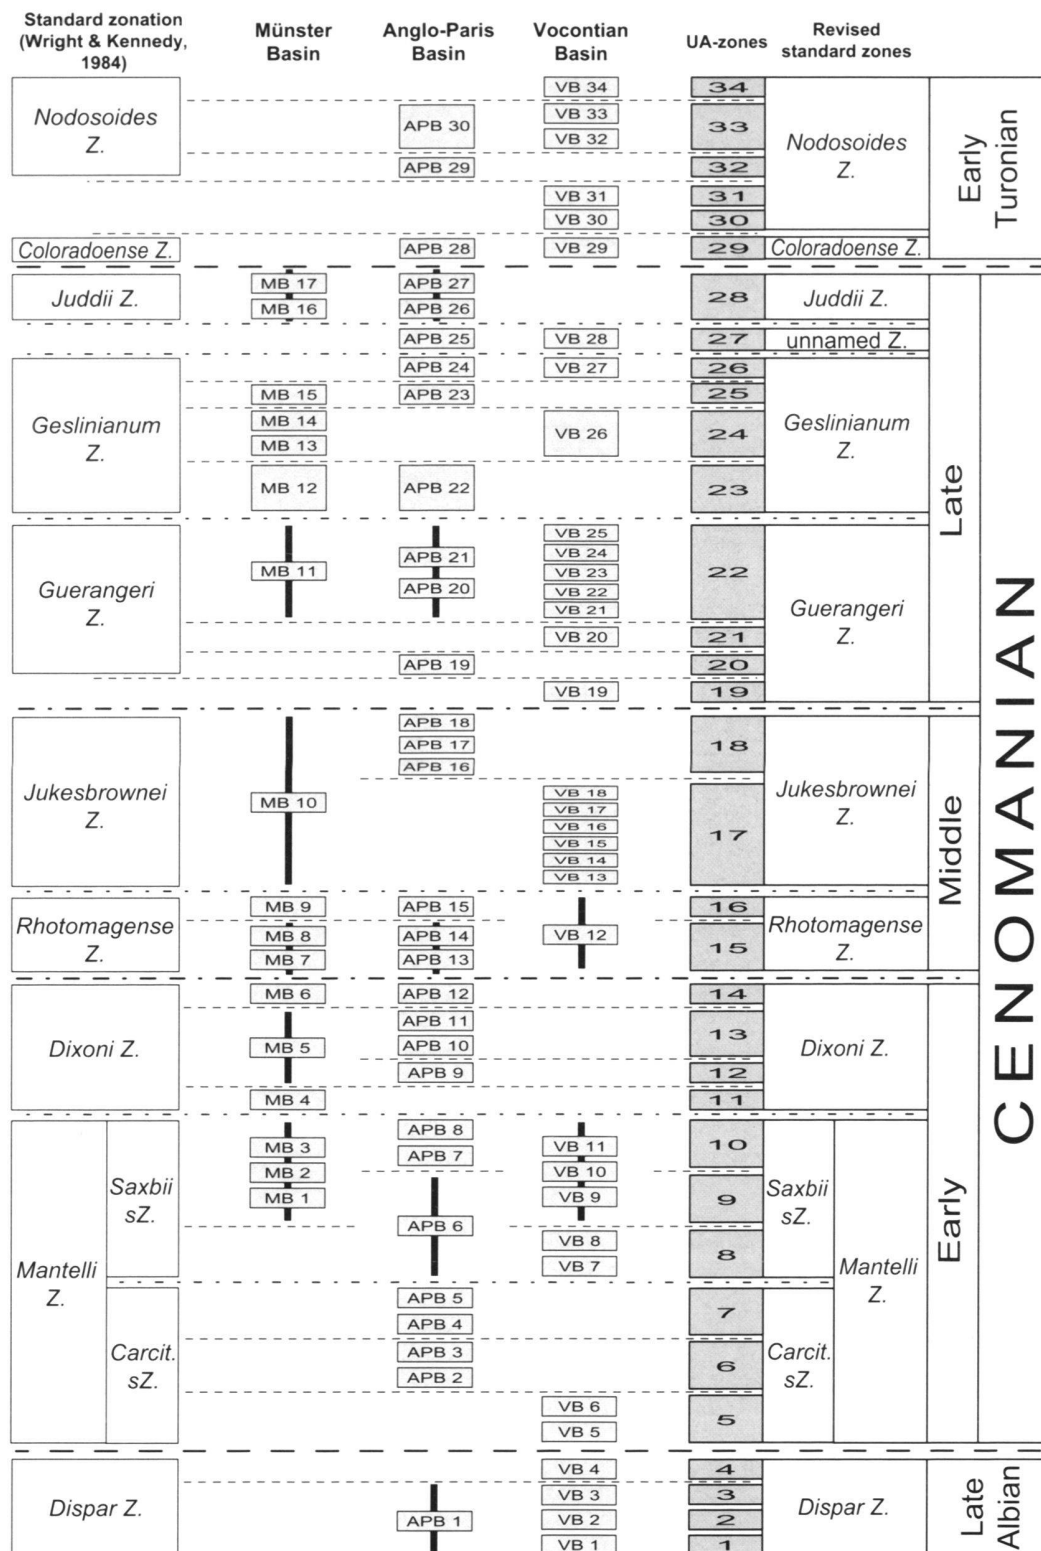 Standard zonation
(Wright & Kennedy,
1984)
Münster
Basin
Anglo-Paris
Basin
Vocontian
Basin
UA-zones
Revised
standard zones
Nodosoides
Z.
Coloradoense Z.
Juddii Z.
Geslinianum
Z.
Guerangeri
Z.
Jukesbrownei
Z.
Rhotomagense
Z.
Dixoni Z.
Mantelli
Z.
Saxbii
sZ.
Carcit.
sZ.
Dispar Z.
MB 17
MB 16
MB 15
MB 14
MB 13
MB 12
MB 11
MB 10
MB 9
MB 8
MB 7
MB 6
MB 5
MB 4
MB 3
MB 2
MB 1
APB 30
APB 29
APB 28
APB 27
APB 26
APB 25
APB 24
APB 23
APB 22
APB 21
APB 20
APB 19
APB 18
APB 17
APB 16
APB 15
APB 14
APB 13
APB 12
APB 11
APB 10
APB 9
APB 8
APB 7
APB 6
APB 5
APB 4
APB 3
APB 2
APB 1
VB 34
VB 33
VB 32
VB 31
VB 30
VB 29
VB 28
VB 27
VB 26
VB 25
VB 24
VB 23
VB 22
VB 21
VB 20
VB 19
VB 18
VB 17
VB 16
VB 15
VB 14
VB 13
VB 12
VB 11
VB 10
VB 9
VB 8
VB 7
VB 6
VB 5
VB 4
VB 3
VB 2
VB 1
34
33
32
31
30
29
28
27
26
25
24
23
22
21
20
19
18
17
16
15
14
13
12
11
10
9
8
7
6
5
4
3
2
1
Nodosoides
Z.
Coloradoense Z.
Juddii Z.
unnamed Z.
Geslinianum
Z.
Guerangeri
Z.
Jukesbrownei
Z.
Rhotomagense
Z.
Dixoni Z.
Saxbii
sZ.
Carcit.
sZ.
Mantelli
Z.
Dispar Z.
Early
Turonian
Late
Middle
Early
CENOMANIAN
Late
Albian